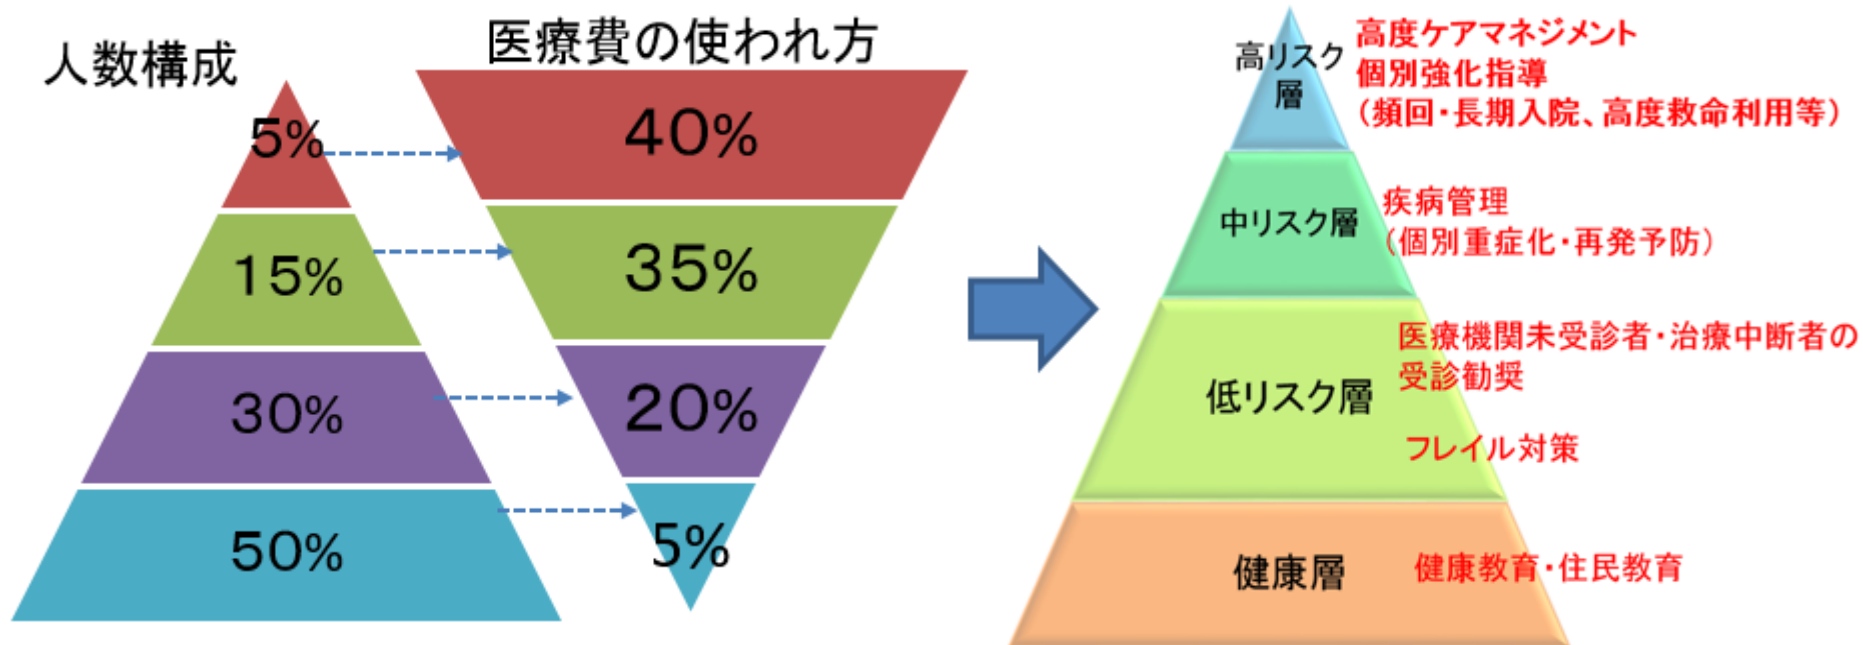 人数構成
5%
15%
30%
50%
医療費の使われ方
40%
35%
20%
5%
高リスク
層
高度ケアマネジメント
個別強化指導
（頻回・長期入院、高度救命利用等）
中リスク層
疾病管理
（個別重症化・再発予防）
低リスク層
医療機関未受診者・治療中断者の
受診勧奨
フレイル対策
健康層
健康教育・住民教育